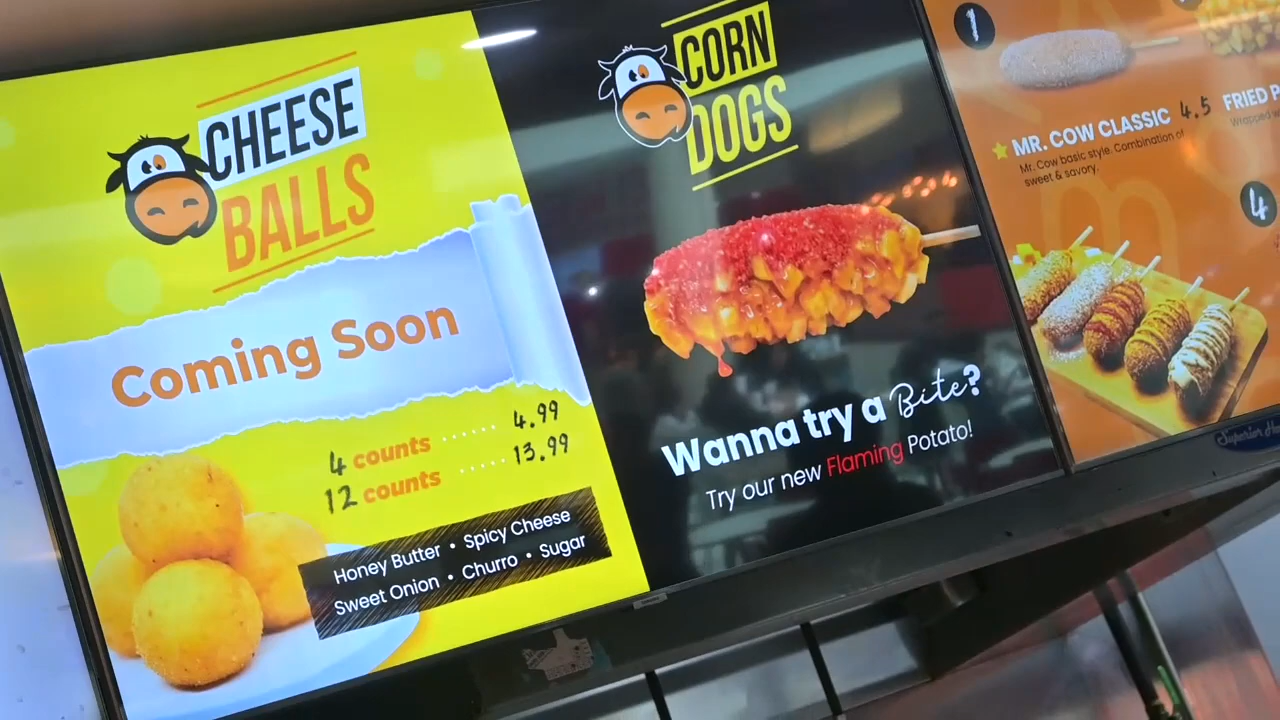 CHEESE
BALLS
Coming Soon
4 counts ...... 4.99
12 counts ..... 13.99
Honey Butter • Spicy Cheese
Sweet Onion • Churro • Sugar
CORN
DOGS
Wanna try a Bite?
Try our new Flaming Potato!
1
MR. COW CLASSIC 4.5
Mr. Cow basic style. Combination of
sweet & savory.
FRIED
Wrapped
4
Superior